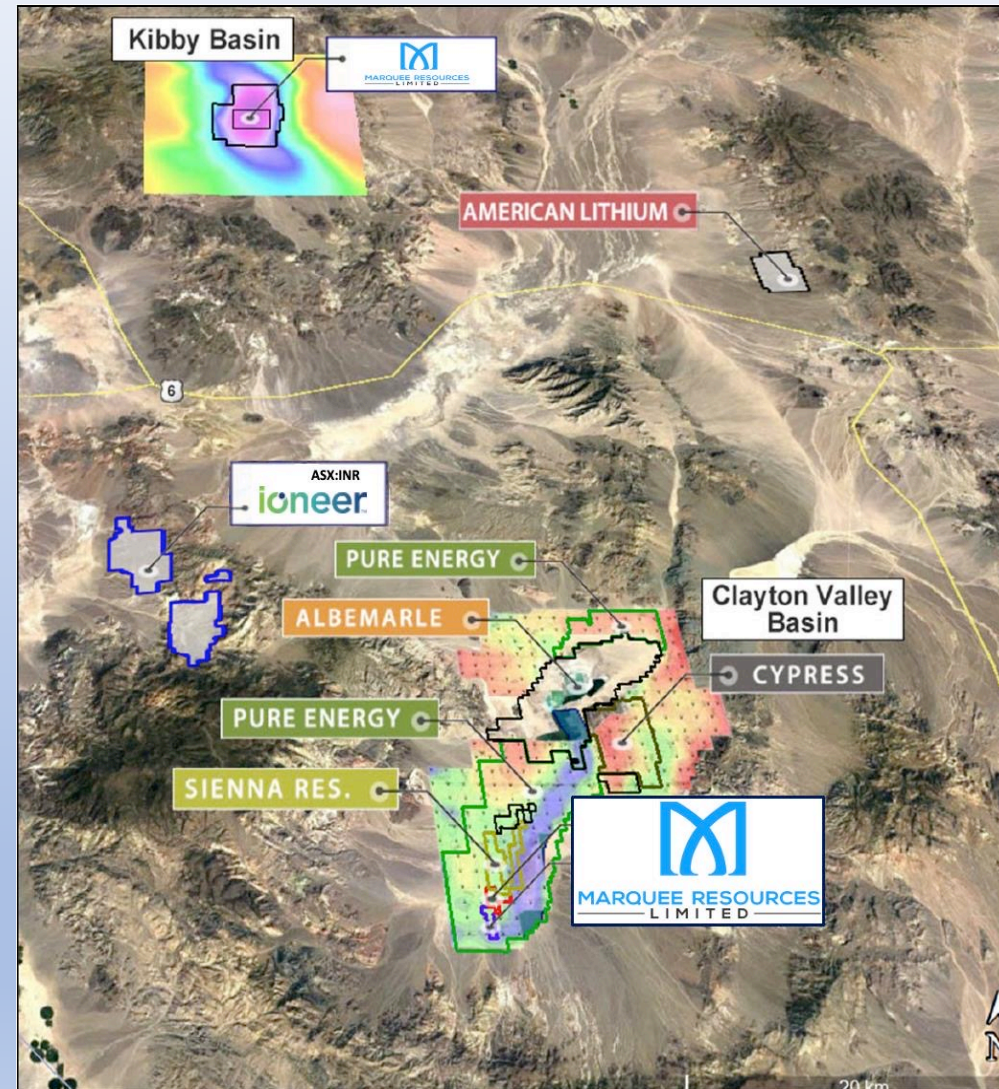 Kibby Basin
MARQUEE RESOURCES
LIMITED
AMERICAN LITHIUM
6
ASX:INR
ioneer
PURE ENERGY
ALBEMARLE
Clayton Valley
Basin
CYPRESS
PURE ENERGY
SIENNA RES.
MARQUEE RESOURCES
LIMITED
N
20 km